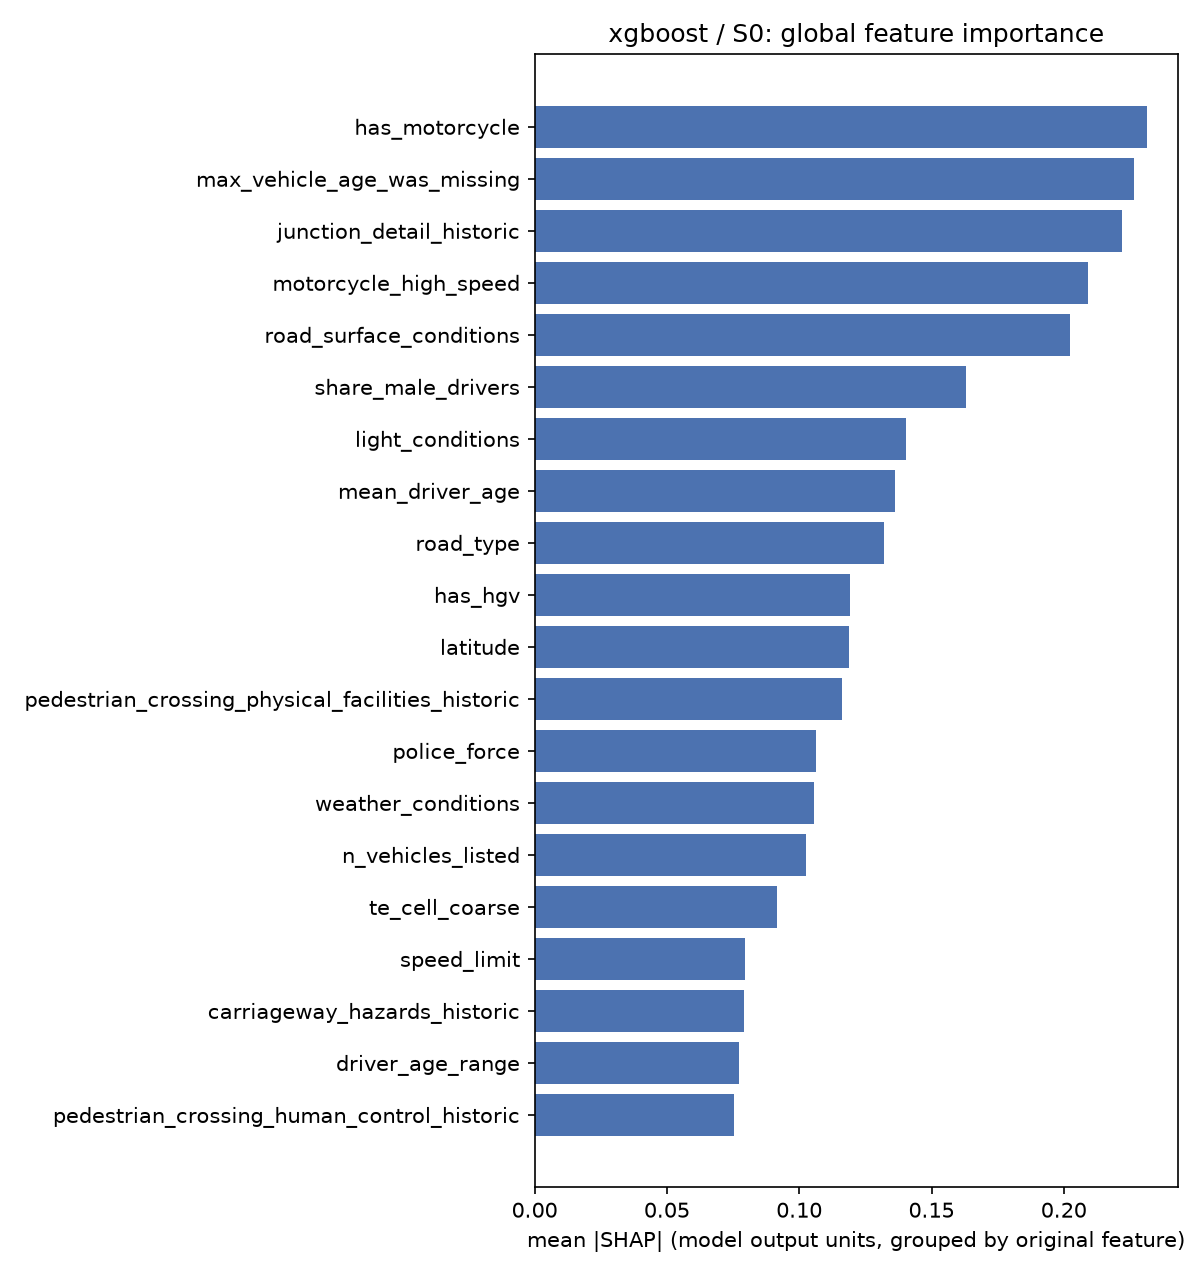 xgboost / S0: global feature importance
has_motorcycle
max_vehicle_age_was_missing
junction_detail_historic
motorcycle_high_speed
road_surface_conditions
share_male_drivers
light_conditions
mean_driver_age
road_type
has_hgv
latitude
pedestrian_crossing_physical_facilities_historic
police_force
weather_conditions
n_vehicles_listed
te_cell_coarse
speed_limit
carriageway_hazards_historic
driver_age_range
pedestrian_crossing_human_control_historic
0.00 0.05 0.10 0.15 0.20
mean |SHAP| (model output units, grouped by original feature)